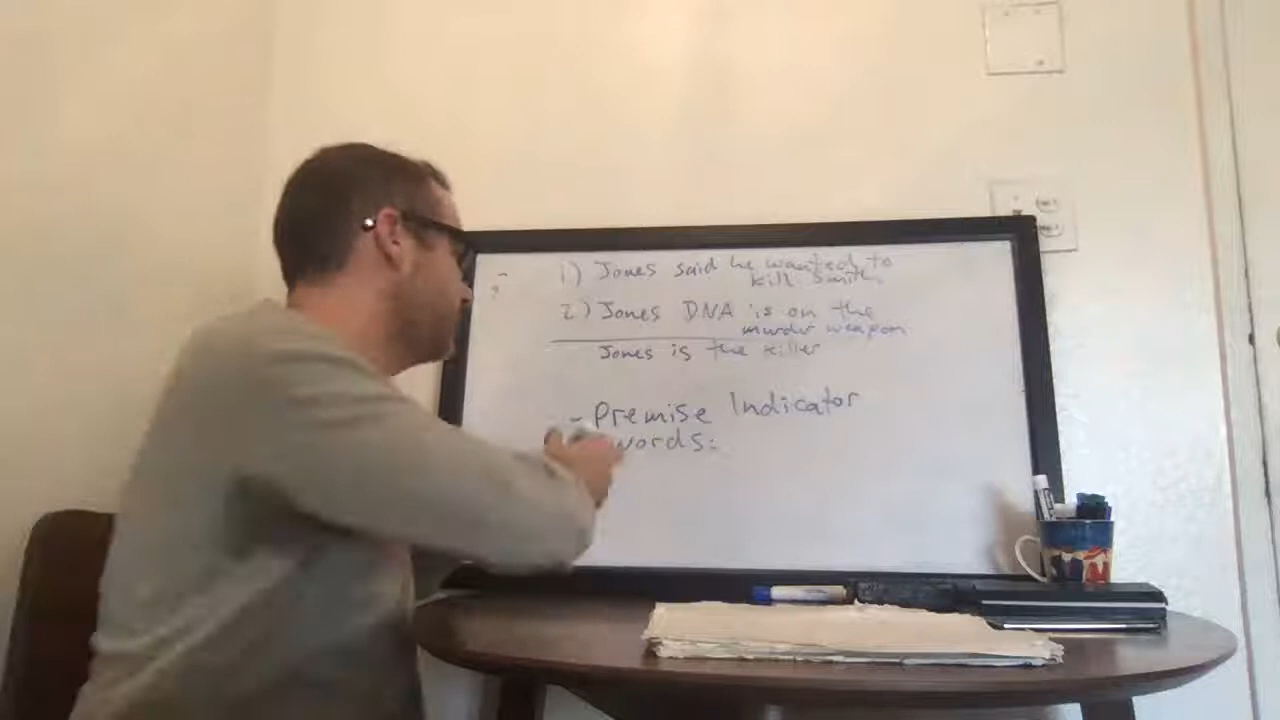 1) Jones said he wanted to
kill Smith.
2) Jones DNA is on the
murder weapon
Jones is the killer
- Premise Indicator
words: